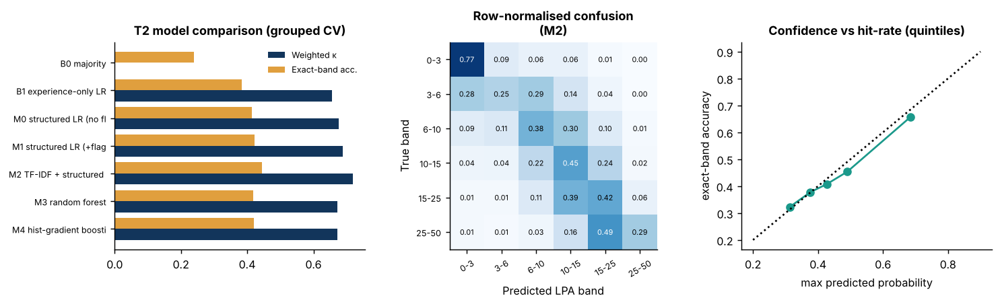 T2 model comparison (grouped CV)
Weighted κ
Exact-band acc.
B0 majority
B1 experience-only LR
M0 structured LR (no fl
M1 structured LR (+flag
M2 TF-IDF + structured
M3 random forest
M4 hist-gradient boosti
0.0 0.2 0.4 0.6
Row-normalised confusion
(M2)
True band
0-3 0.77 0.09 0.06 0.06 0.01 0.00
3-6 0.28 0.25 0.29 0.14 0.04 0.00
6-10 0.09 0.11 0.38 0.30 0.10 0.01
10-15 0.04 0.04 0.22 0.45 0.24 0.02
15-25 0.01 0.01 0.11 0.39 0.42 0.06
25-50 0.01 0.01 0.03 0.16 0.49 0.29
0-3 3-6 6-10 10-15 15-25 25-50
Predicted LPA band
Confidence vs hit-rate (quintiles)
exact-band accuracy
0.9
0.8
0.7
0.6
0.5
0.4
0.3
0.2
0.2 0.4 0.6 0.8
max predicted probability